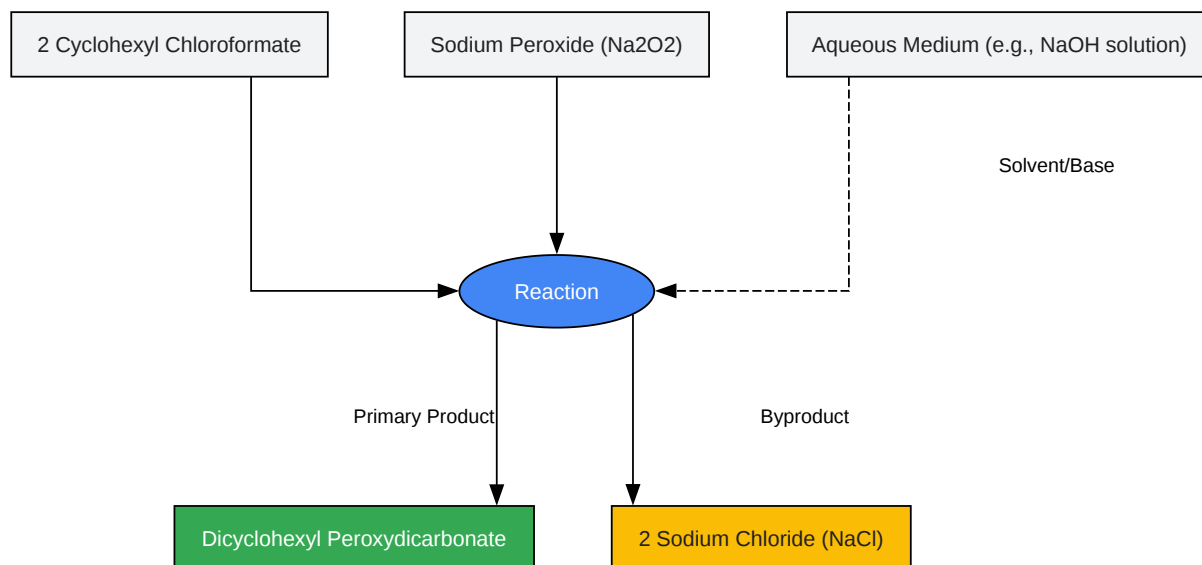 2 Cyclohexyl Chloroformate
Sodium Peroxide (Na2O2)
Aqueous Medium (e.g., NaOH solution)
Solvent/Base
Reaction
Primary Product
Byproduct
Dicyclohexyl Peroxydicarbonate
2 Sodium Chloride (NaCl)